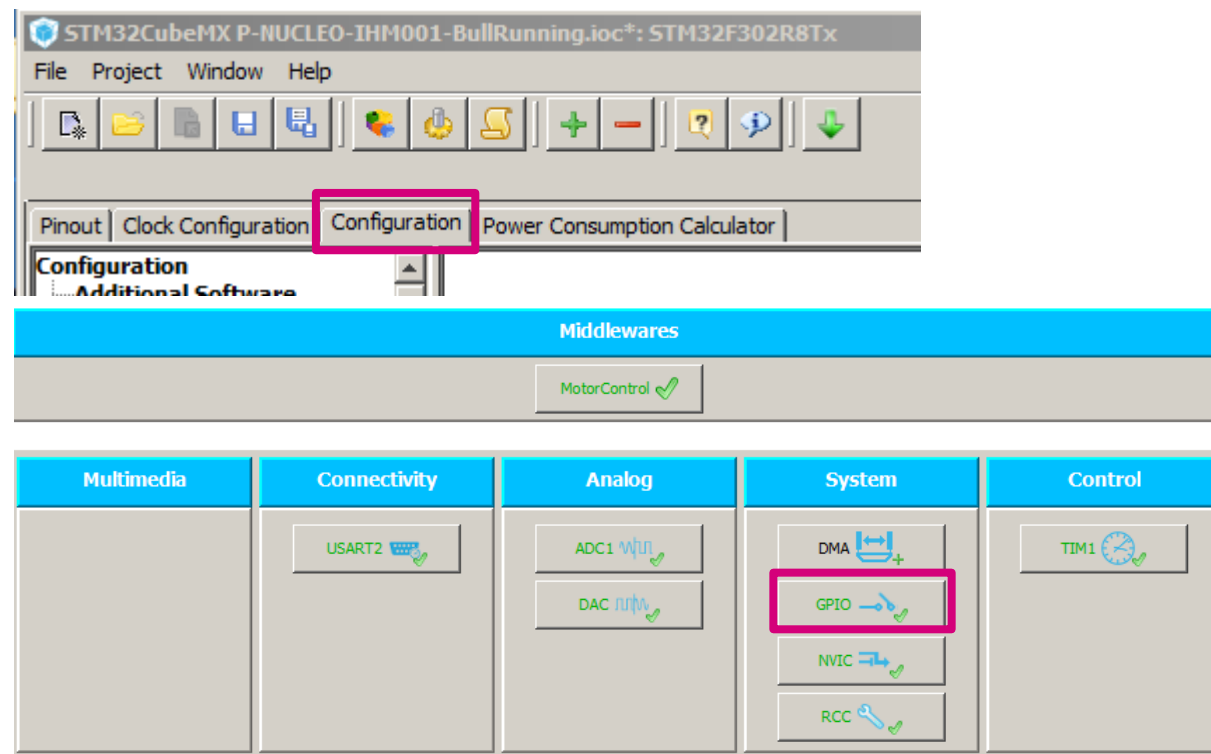 STM32CubeMX P-NUCLEO-IHM001-BullRunning.ioc*: STM32F302R8Tx
File Project Window Help
Pinout Clock Configuration Configuration Power Consumption Calculator
Configuration
Additional Software
Middlewares
MotorControl
Multimedia Connectivity Analog System Control
USART2 ADC1 DMA TIM1
DAC GPIO
NVIC
RCC